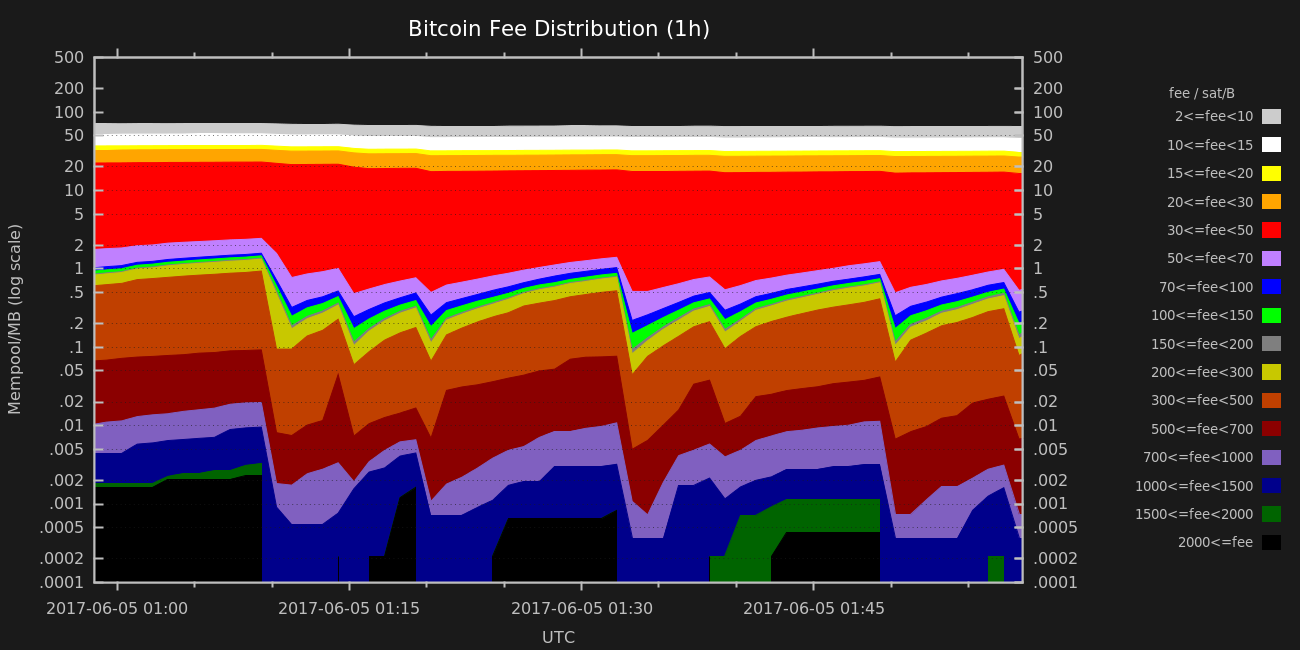 Bitcoin Fee Distribution (1h)
500 500
200 200
100 100
50 50
20 20
10 10
5 5
2 2
1 1
.5 .5
.2 .2
.1 .1
.05 .05
.02 .02
.01 .01
.005 .005
.002 .002
.001 .001
.0005 .0005
.0002 .0002
.0001 .0001
Mempool/MB (log scale)
2017-06-05 01:00 2017-06-05 01:15 2017-06-05 01:30 2017-06-05 01:45
UTC
fee / sat/B
2<=fee<10
10<=fee<15
15<=fee<20
20<=fee<30
30<=fee<50
50<=fee<70
70<=fee<100
100<=fee<150
150<=fee<200
200<=fee<300
300<=fee<500
500<=fee<700
700<=fee<1000
1000<=fee<1500
1500<=fee<2000
2000<=fee